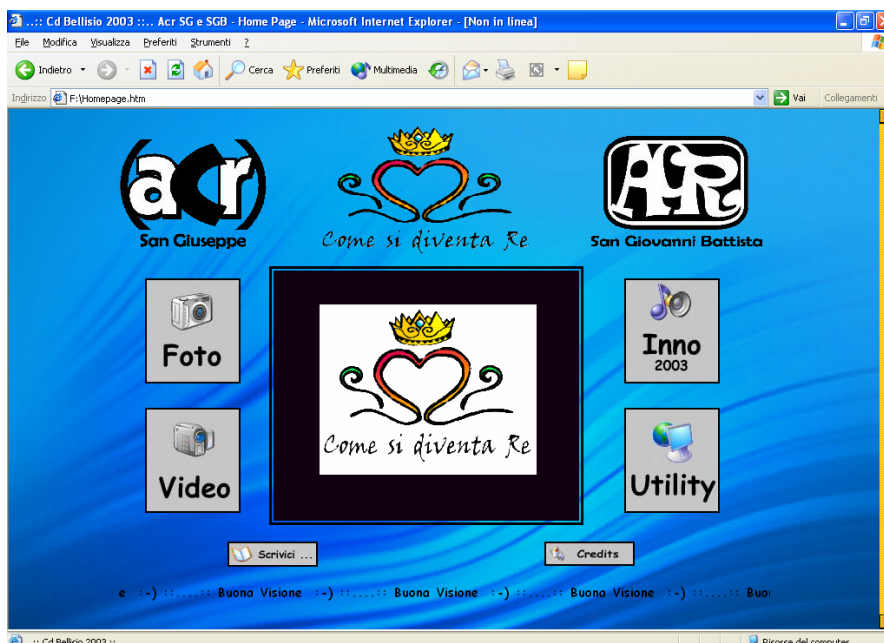 ..:: Cd Bellisio 2003 ::.. Acr SG e SGB - Home Page - Microsoft Internet Explorer - [Non in linea]
File Modifica Visualizza Preferiti Strumenti ?
Indietro Cerca Preferiti Multimedia
Indirizzo F:\Homepage.htm Vai Collegamenti
(acr)
San Giuseppe
Come si diventa Re
ACR
San Giovanni Battista
Foto
Come si diventa Re
Inno
2003
Video
Utility
Scrivici ...
Credits
e :-) ::....:: Buona Visione :-) ::....:: Buona Visione :-) ::....:: Buona Visione :-) ::....:: Buo
.:: Cd Bellisio 2003 ::. Risorse del computer